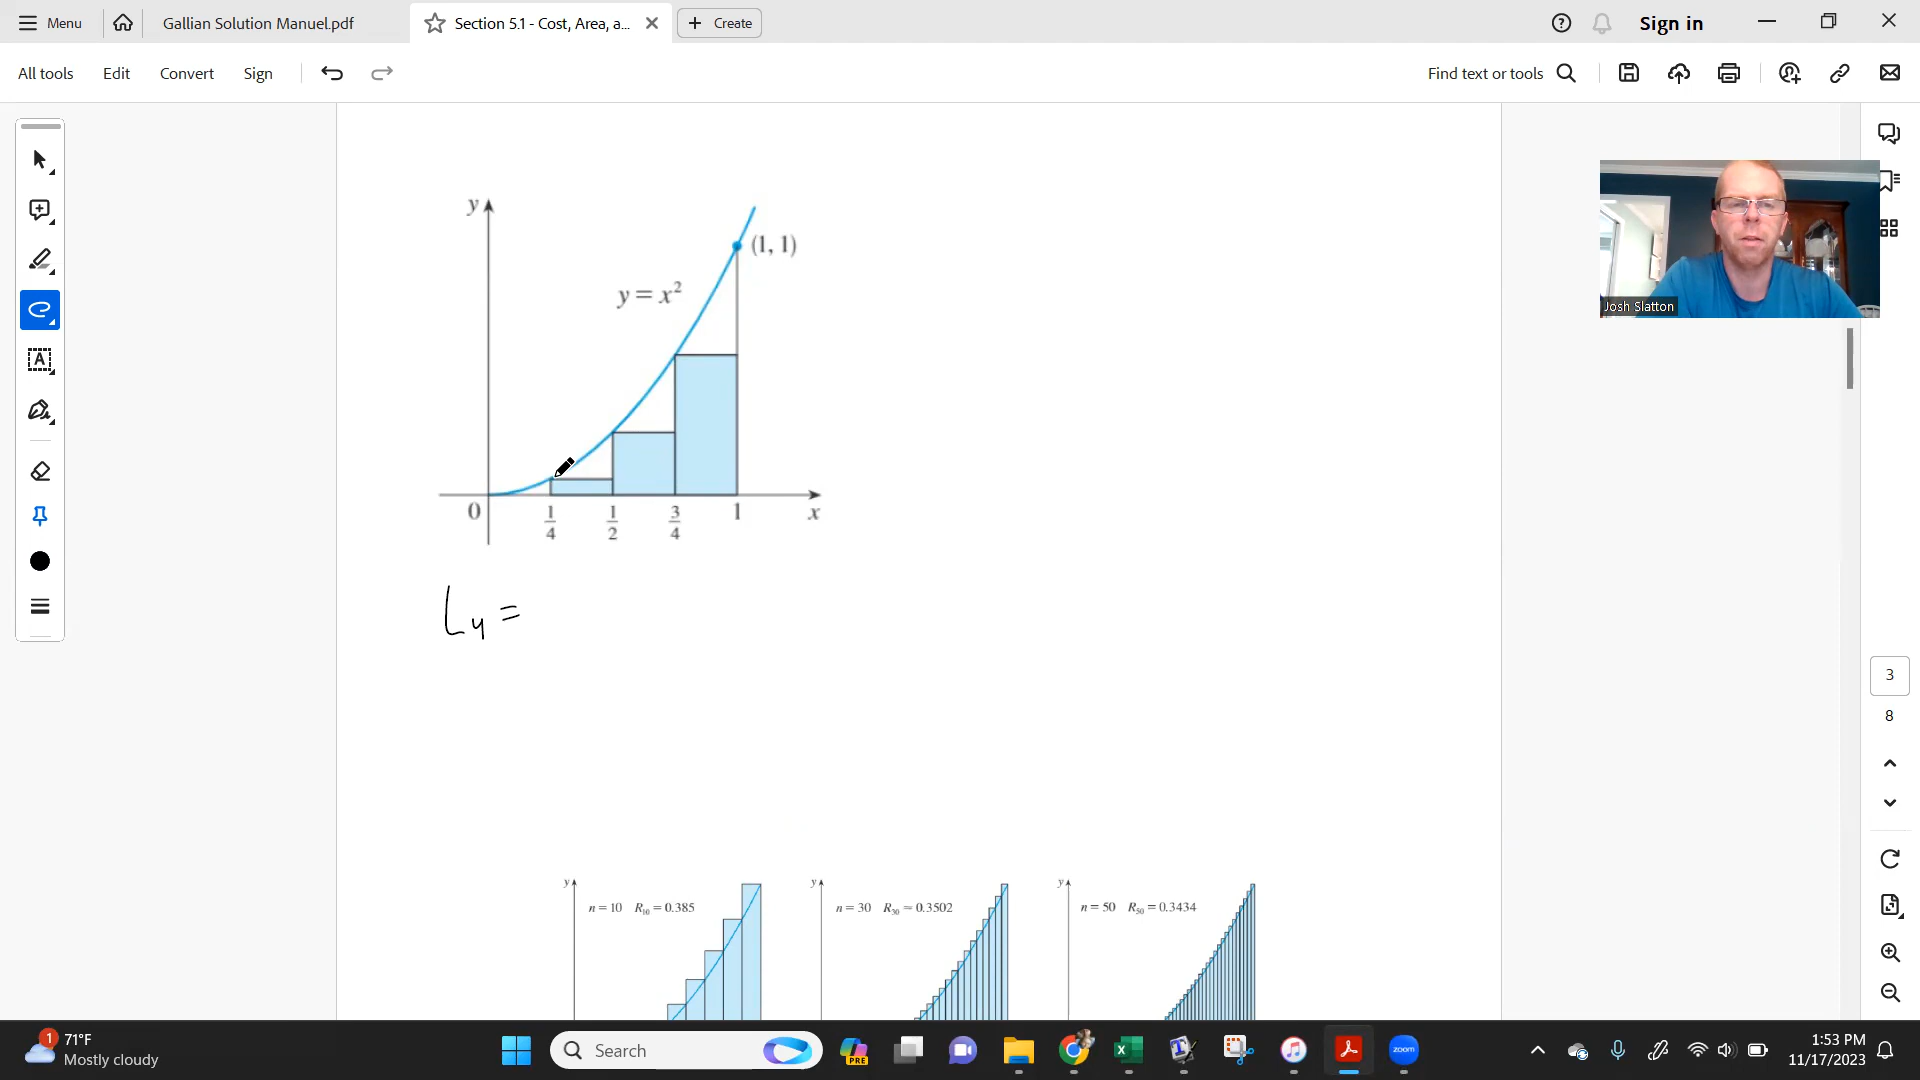 Menu
Gallian Solution Manuel.pdf
Section 5.1 - Cost, Area, a...
Create
Sign in
All tools
Edit
Convert
Sign
Find text or tools
y
(1, 1)
y = x²
0
1/4
1/2
3/4
1
x
L₄ =
Josh Slatton
3
8
y
n = 10 R₁₀ = 0.385
y
n = 30 R₃₀ = 0.3502
y
n = 50 R₅₀ = 0.3434
1
71°F
Mostly cloudy
Search
PRE
zoom
1:53 PM
11/17/2023